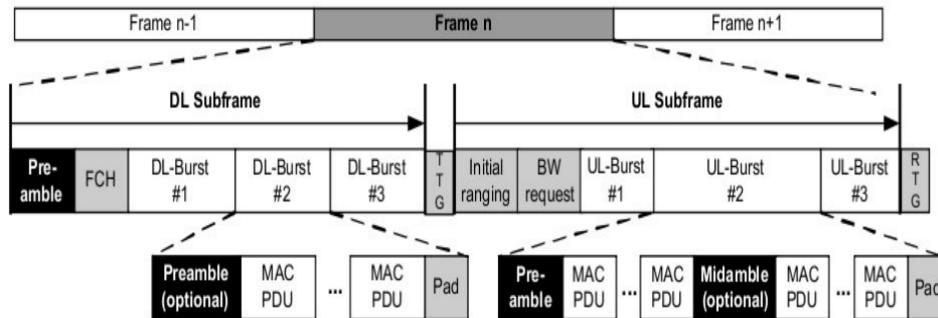 Frame n-1 Frame n Frame n+1
DL Subframe UL Subframe
Pre-
amble
FCH
DL-Burst
#1
DL-Burst
#2
DL-Burst
#3
T
T
G
Initial
ranging
BW
request
UL-Burst
#1
UL-Burst
#2
UL-Burst
#3
R
T
G
Preamble
(optional)
MAC
PDU
...
MAC
PDU
Pad
Pre-
amble
MAC
PDU
...
MAC
PDU
Midamble
(optional)
MAC
PDU
...
MAC
PDU
Pad